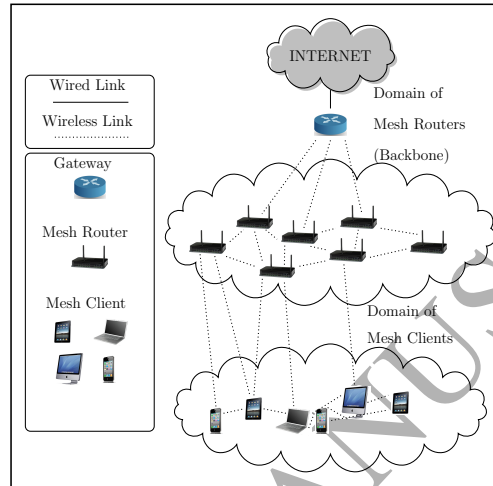 INTERNET
Wired Link
Wireless Link
Gateway
Mesh Router
Mesh Client
Domain of
Mesh Routers
(Backbone)
Domain of
Mesh Clients